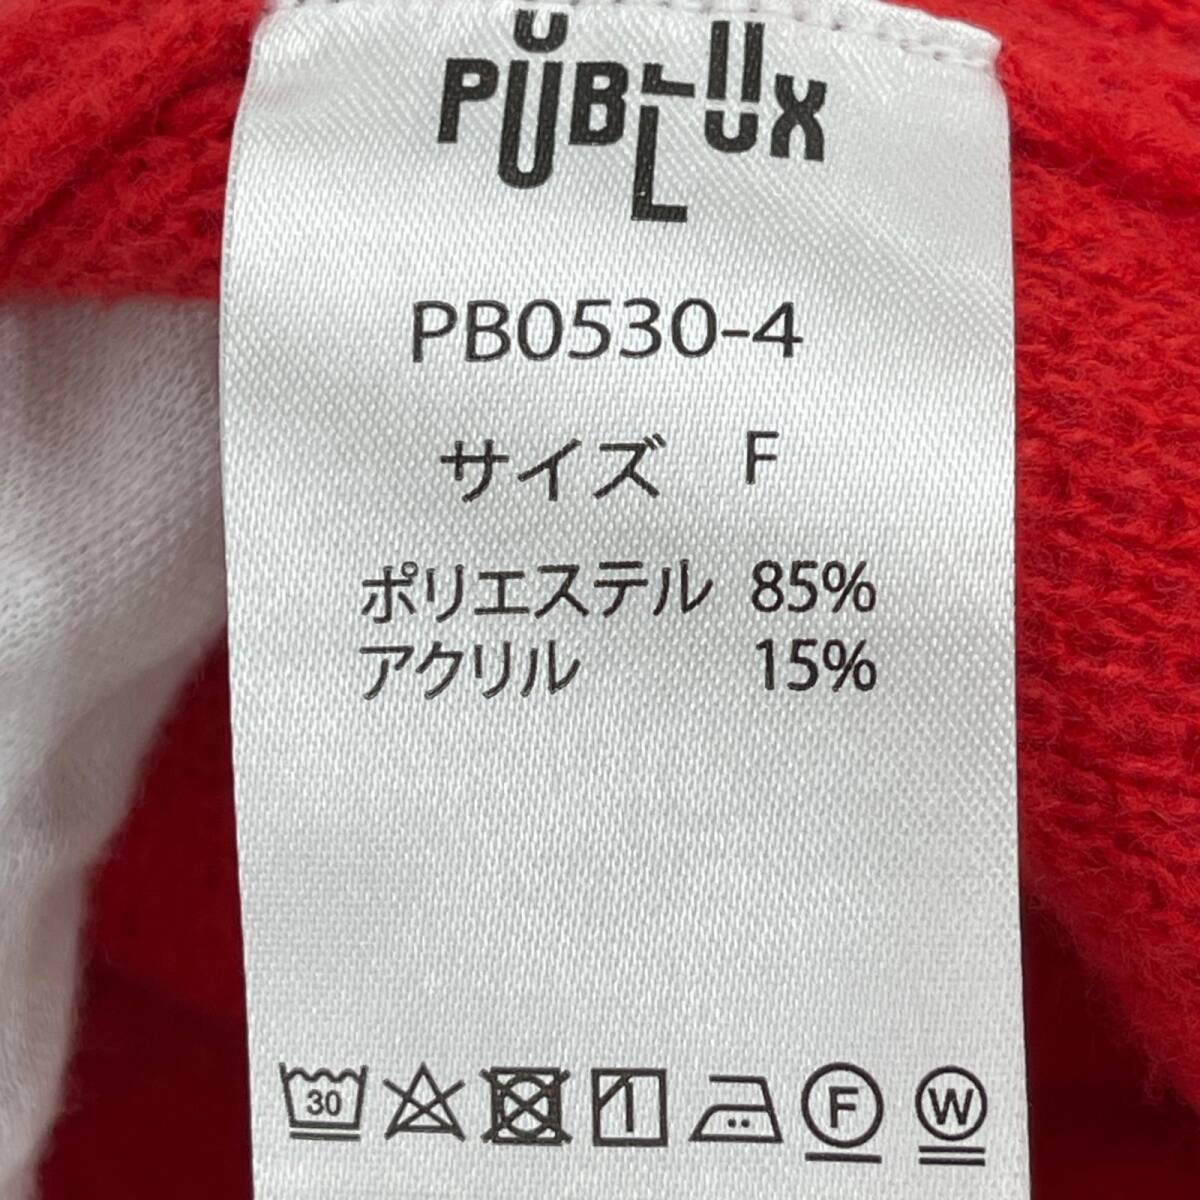 PUBLUX
PB0530-4
サイズ F
ポリエステル 85%
アクリル 15%
30 F W